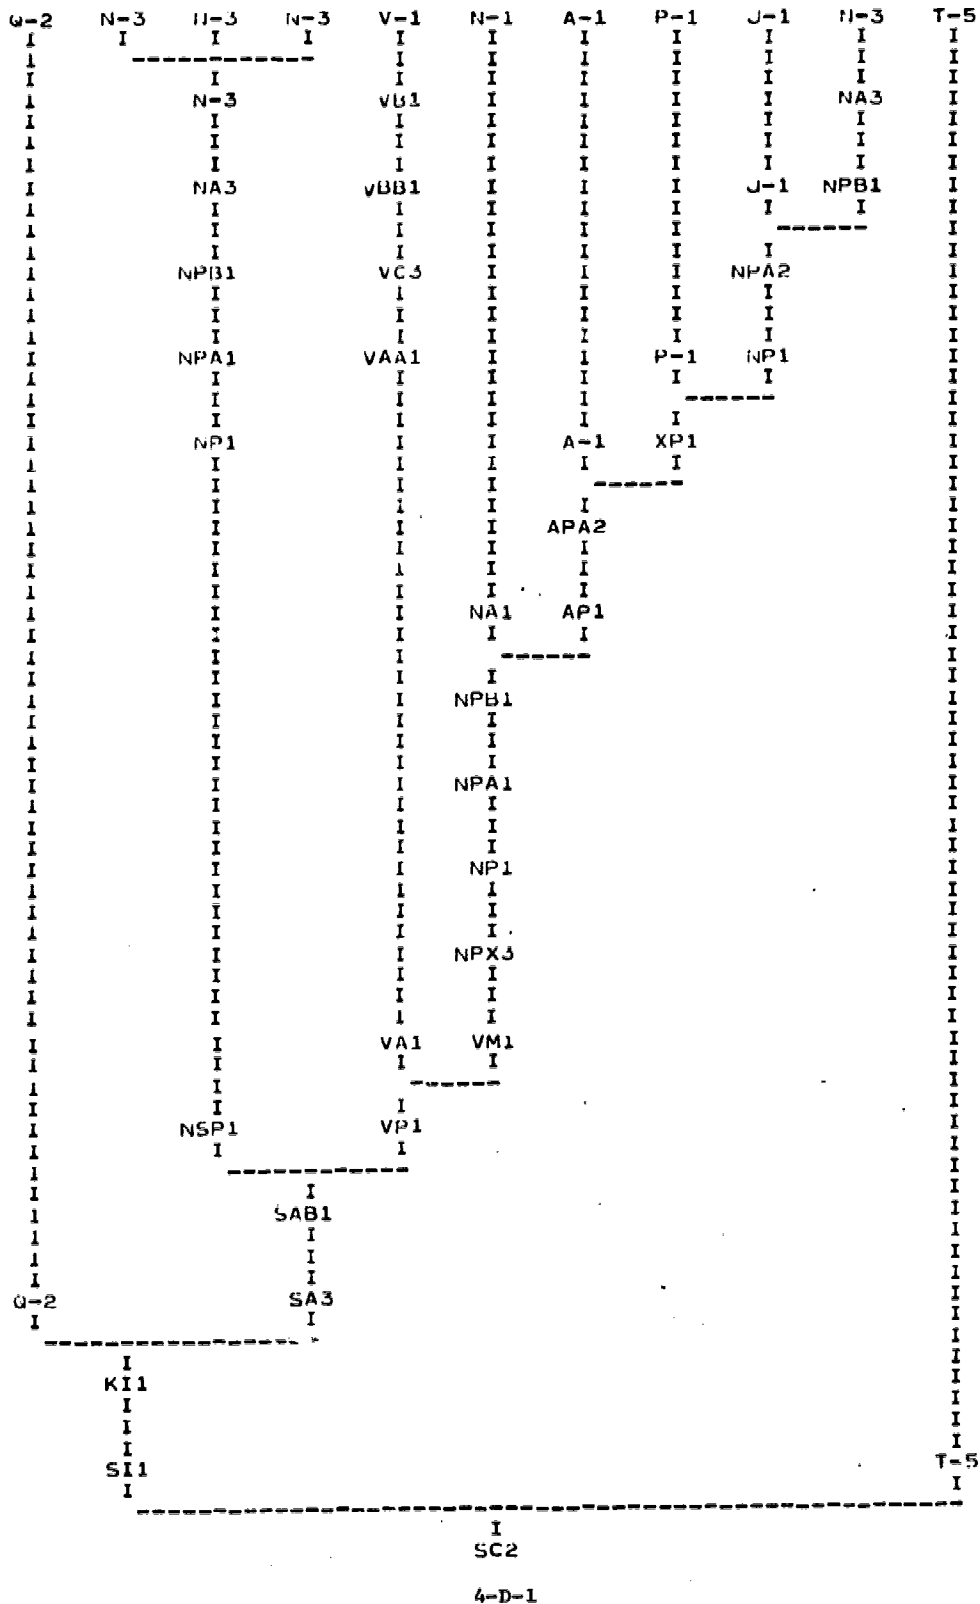 Q-2 N-3 N-3 N-3 V-1 N-1 A-1 P-1 J-1 N-3 T-5
N-3 VB1 NA3
NA3 VBB1 J-1 NPB1
NPB1 VC3 NPA2
NPA1 VAA1 P-1 NP1
NP1 A-1 XP1
APA2
NA1 AP1
NPB1
NPA1
NP1
NPX3
VA1 VM1
NSP1 VP1
SAB1
Q-2 SA3
KI1
SI1 T-5
SC2
4-D-1